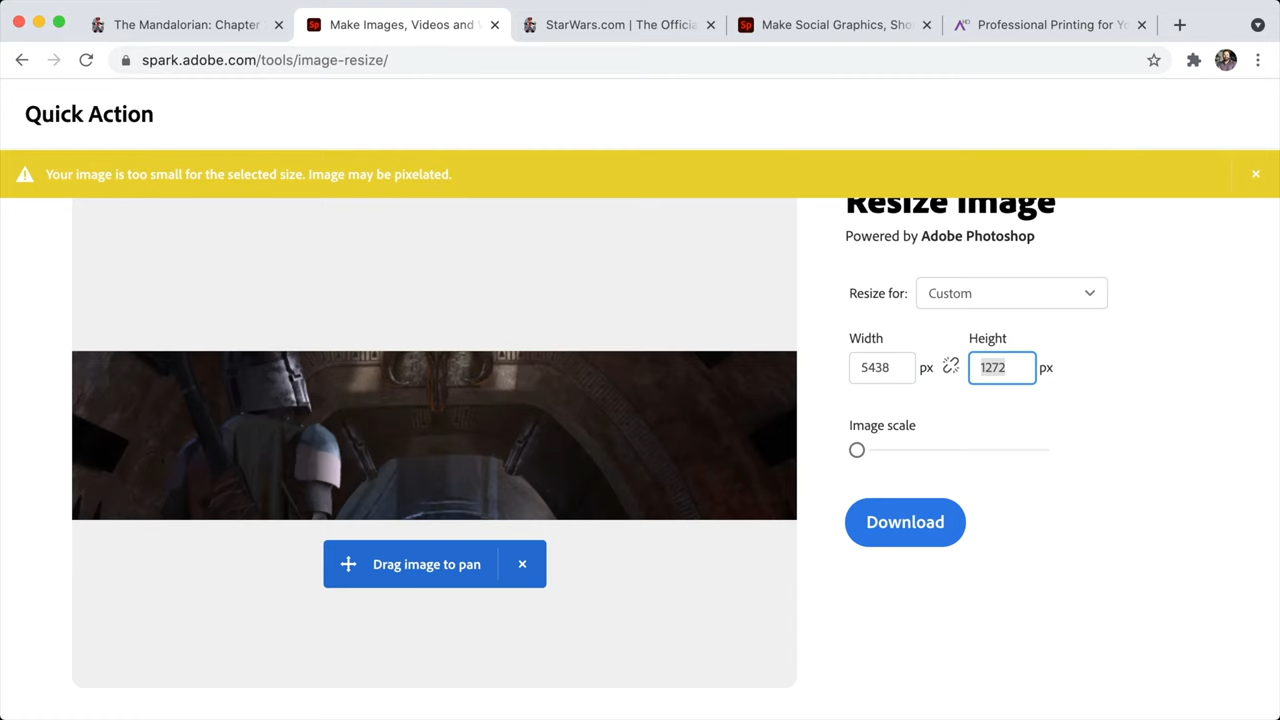 The Mandalorian: Chapter
Make Images, Videos and
StarWars.com | The Officia
Make Social Graphics, Sho
Professional Printing for Yo
spark.adobe.com/tools/image-resize/
Quick Action
Your image is too small for the selected size. Image may be pixelated.
Resize Image
Powered by Adobe Photoshop
Resize for: Custom
Width Height
5438 px 1272 px
Image scale
Download
Drag image to pan